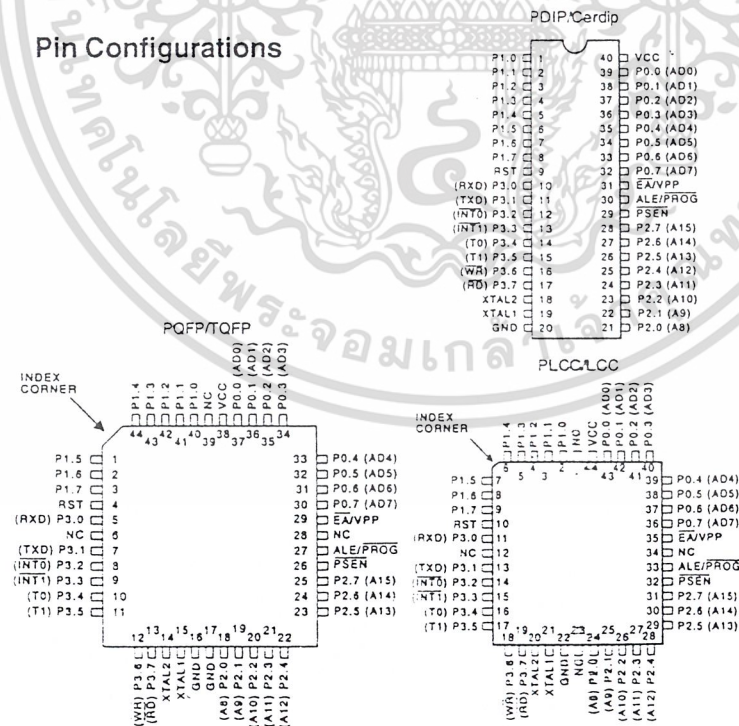 Pin Configurations
PDIP/Cerdip
P1.0 1 40 VCC
P1.1 2 39 P0.0 (AD0)
P1.2 3 38 P0.1 (AD1)
P1.3 4 37 P0.2 (AD2)
P1.4 5 36 P0.3 (AD3)
P1.5 6 35 P0.4 (AD4)
P1.6 7 34 P0.5 (AD5)
P1.7 8 33 P0.6 (AD6)
RST 9 32 P0.7 (AD7)
(RXD) P3.0 10 31 EA/VPP
(TXD) P3.1 11 30 ALE/PROG
(INT0) P3.2 12 29 PSEN
(INT1) P3.3 13 28 P2.7 (A15)
(T0) P3.4 14 27 P2.6 (A14)
(T1) P3.5 15 26 P2.5 (A13)
(WR) P3.6 16 25 P2.4 (A12)
(RD) P3.7 17 24 P2.3 (A11)
XTAL2 18 23 P2.2 (A10)
XTAL1 19 22 P2.1 (A9)
GND 20 21 P2.0 (A8)
PQFP/TQFP
INDEX
CORNER
P1.4 P1.3 P1.2 P1.1 P1.0 NC VCC P0.0 (AD0) P0.1 (AD1) P0.2 (AD2) P0.3 (AD3)
44 43 42 41 40 39 38 37 36 35 34
P1.5 1 33 P0.4 (AD4)
P1.6 2 32 P0.5 (AD5)
P1.7 3 31 P0.6 (AD6)
RST 4 30 P0.7 (AD7)
(RXD) P3.0 5 29 EA/VPP
NC 6 28 NC
(TXD) P3.1 7 27 ALE/PROG
(INT0) P3.2 8 26 PSEN
(INT1) P3.3 9 25 P2.7 (A15)
(T0) P3.4 10 24 P2.6 (A14)
(T1) P3.5 11 23 P2.5 (A13)
12 13 14 15 16 17 18 19 20 21 22
(WR) P3.6 (RD) P3.7 XTAL2 XTAL1 GND GND (A8) P2.0 (A9) P2.1 (A10) P2.2 (A11) P2.3 (A12) P2.4
PLCC/LCC
INDEX
CORNER
P1.4 P1.3 P1.2 P1.1 P1.0 NC VCC P0.0 (AD0) P0.1 (AD1) P0.2 (AD2) P0.3 (AD3)
6 5 4 3 2 1 44 43 42 41 40
P1.5 7 39 P0.4 (AD4)
P1.6 8 38 P0.5 (AD5)
P1.7 9 37 P0.6 (AD6)
RST 10 36 P0.7 (AD7)
(RXD) P3.0 11 35 EA/VPP
NC 12 34 NC
(TXD) P3.1 13 33 ALE/PROG
(INT0) P3.2 14 32 PSEN
(INT1) P3.3 15 31 P2.7 (A15)
(T0) P3.4 16 30 P2.6 (A14)
(T1) P3.5 17 29 P2.5 (A13)
18 19 20 21 22 23 24 25 26 27 28
(WR) P3.6 (RD) P3.7 XTAL2 XTAL1 GND NC (A8) P2.0 (A9) P2.1 (A10) P2.2 (A11) P2.3 (A12) P2.4